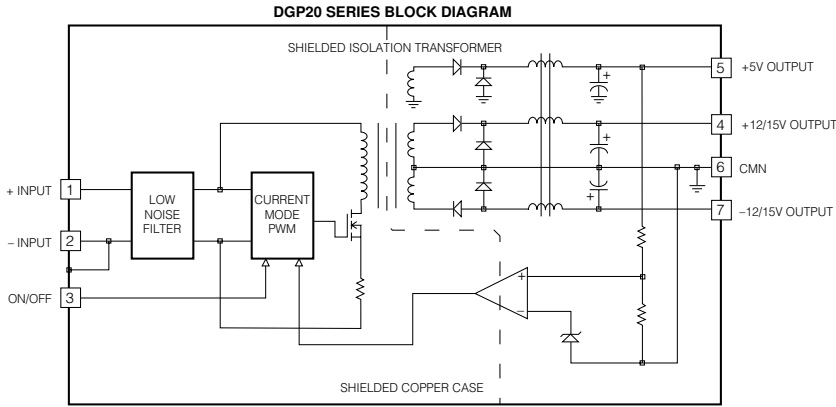 DGP20 SERIES BLOCK DIAGRAM
SHIELDED ISOLATION TRANSFORMER
5 +5V OUTPUT
+
4 +12/15V OUTPUT
+
6 CMN
+
7 –12/15V OUTPUT
+ INPUT 1
– INPUT 2
ON/OFF 3
LOW
NOISE
FILTER
CURRENT
MODE
PWM
+
–
SHIELDED COPPER CASE